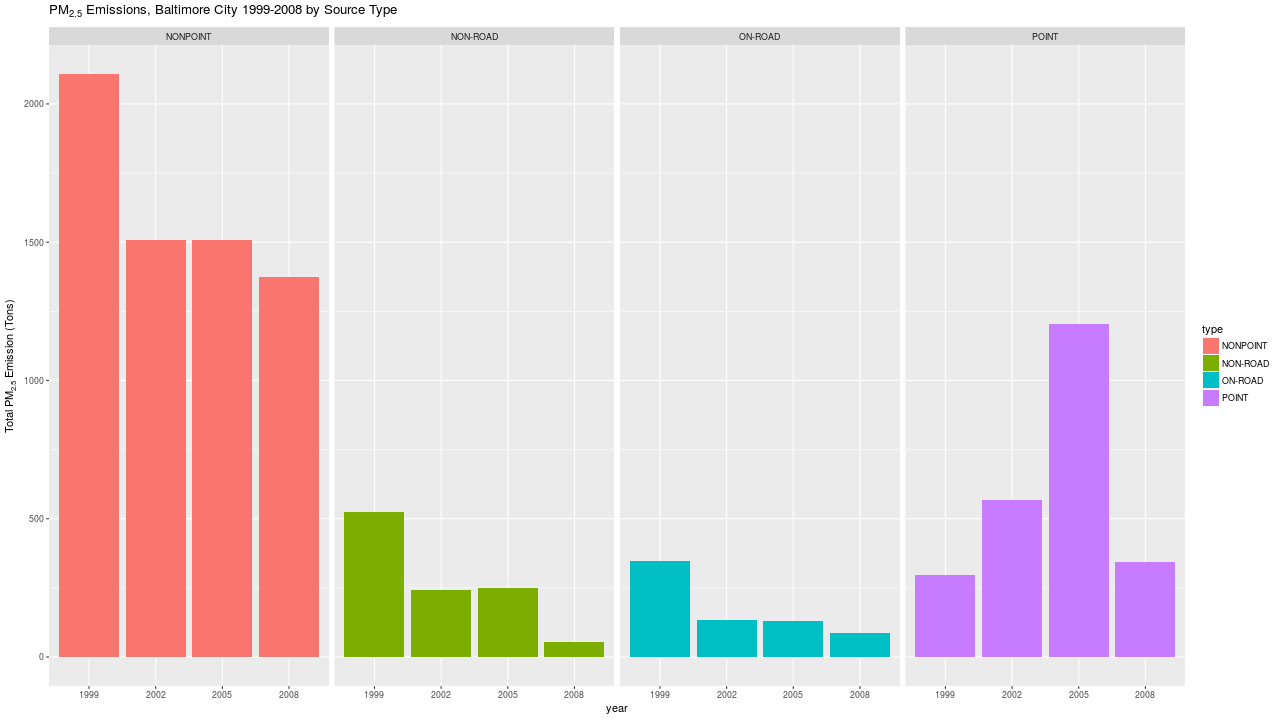 PM2.5 Emissions, Baltimore City 1999-2008 by Source Type
NONPOINT
NON-ROAD
ON-ROAD
POINT
Total PM2.5 Emission (Tons)
2000
1500
1000
500
0
1999 2002 2005 2008
1999 2002 2005 2008
1999 2002 2005 2008
1999 2002 2005 2008
year
type
NONPOINT
NON-ROAD
ON-ROAD
POINT